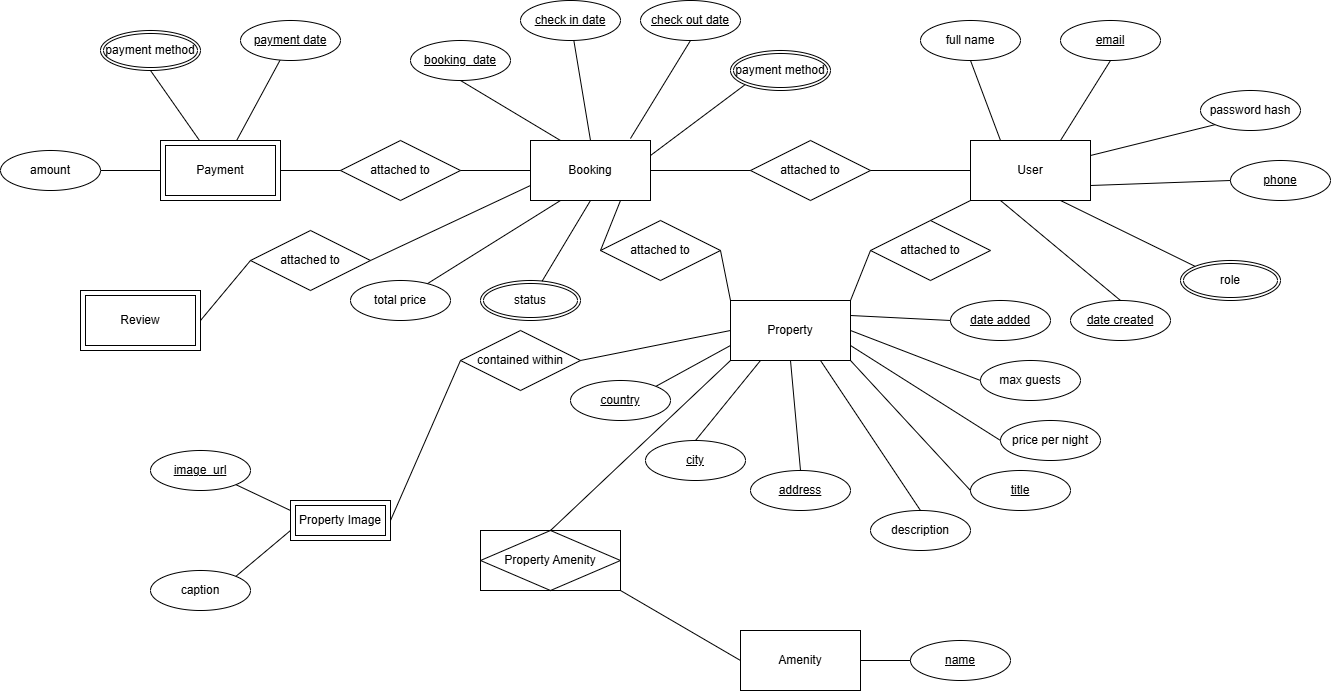 check in date
check out date
payment method
payment date
booking_date
payment method
full name
email
password hash
amount
Payment
attached to
Booking
attached to
User
phone
attached to
attached to
attached to
role
Review
total price
status
Property
date added
date created
contained within
country
max guests
city
price per night
image_url
address
title
Property Image
description
Property Amenity
caption
Amenity
name